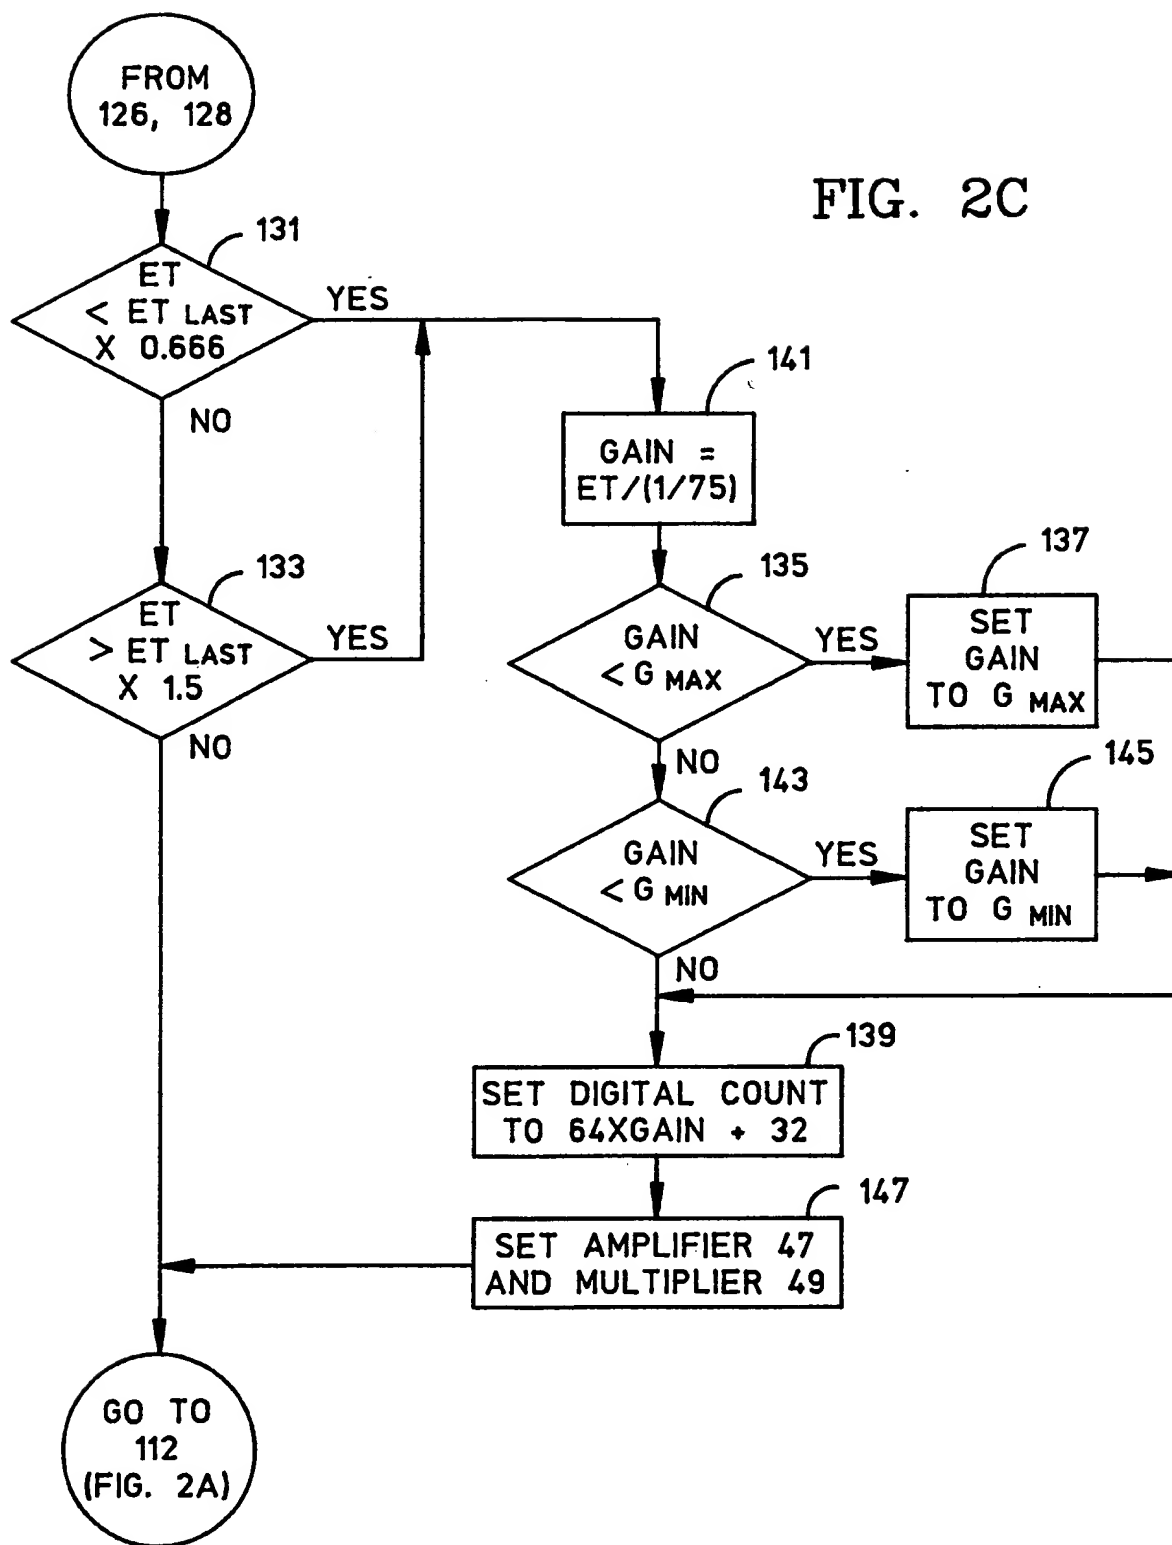 FROM
126, 128
FIG. 2C
131
ET
< ET LAST
X 0.666
YES
NO
141
GAIN =
ET/(1/75)
133
ET
> ET LAST
X 1.5
YES
NO
135
GAIN
< G MAX
YES
NO
137
SET
GAIN
TO G MAX
143
GAIN
< G MIN
YES
NO
145
SET
GAIN
TO G MIN
139
SET DIGITAL COUNT
TO 64XGAIN + 32
147
SET AMPLIFIER 47
AND MULTIPLIER 49
GO TO
112
(FIG. 2A)